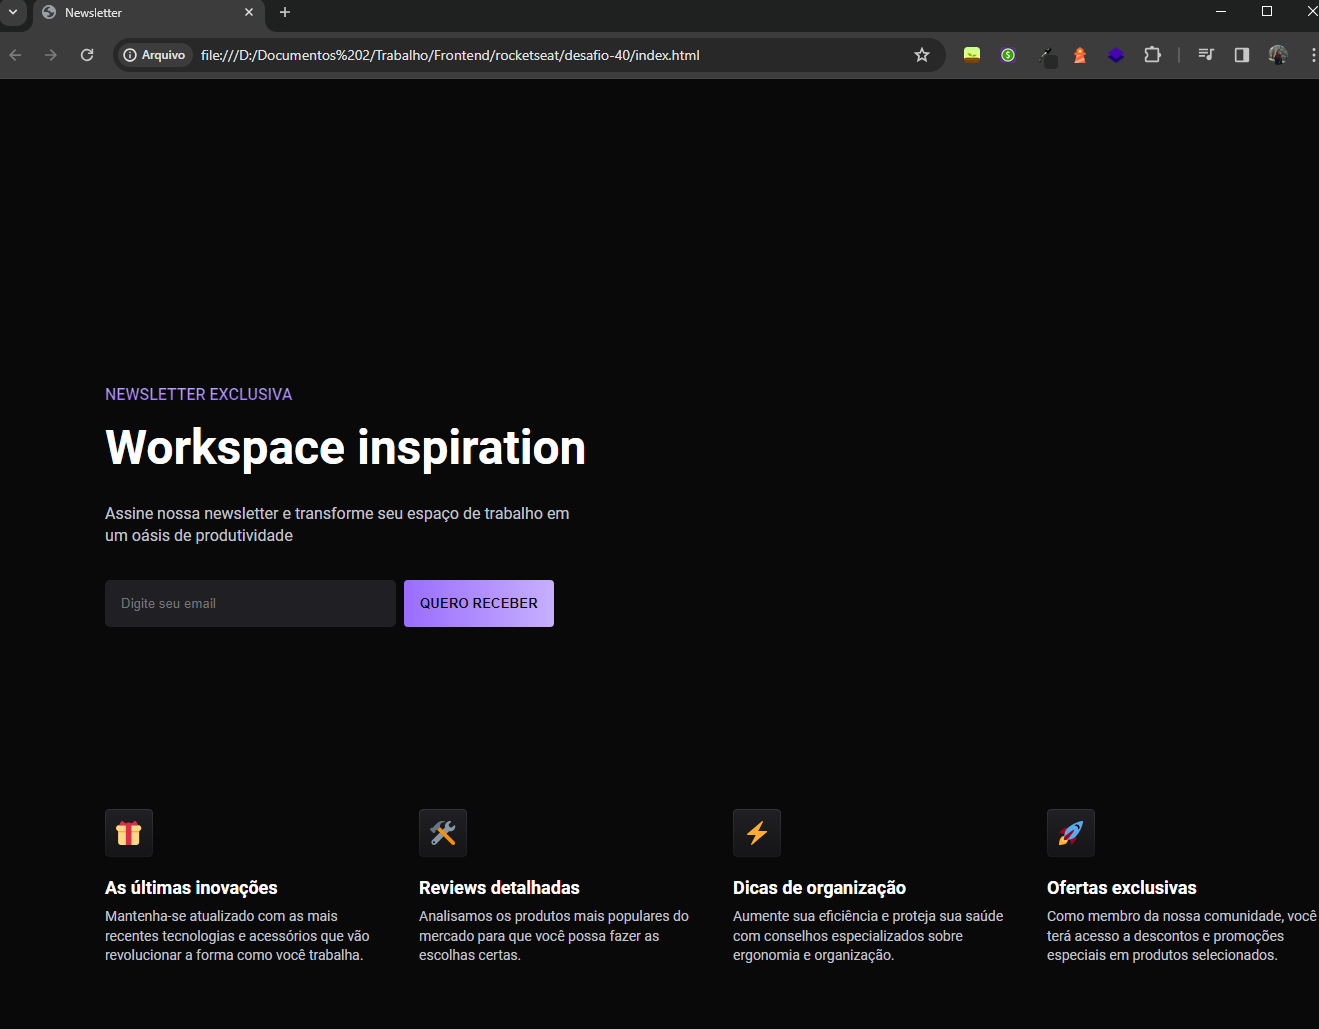 Newsletter
Arquivo file:///D:/Documentos%202/Trabalho/Frontend/rocketseat/desafio-40/index.html
NEWSLETTER EXCLUSIVA
Workspace inspiration
Assine nossa newsletter e transforme seu espaço de trabalho em
um oásis de produtividade
Digite seu email
QUERO RECEBER
As últimas inovações
Mantenha-se atualizado com as mais
recentes tecnologias e acessórios que vão
revolucionar a forma como você trabalha.
Reviews detalhadas
Analisamos os produtos mais populares do
mercado para que você possa fazer as
escolhas certas.
Dicas de organização
Aumente sua eficiência e proteja sua saúde
com conselhos especializados sobre
ergonomia e organização.
Ofertas exclusivas
Como membro da nossa comunidade, você
terá acesso a descontos e promoções
especiais em produtos selecionados.